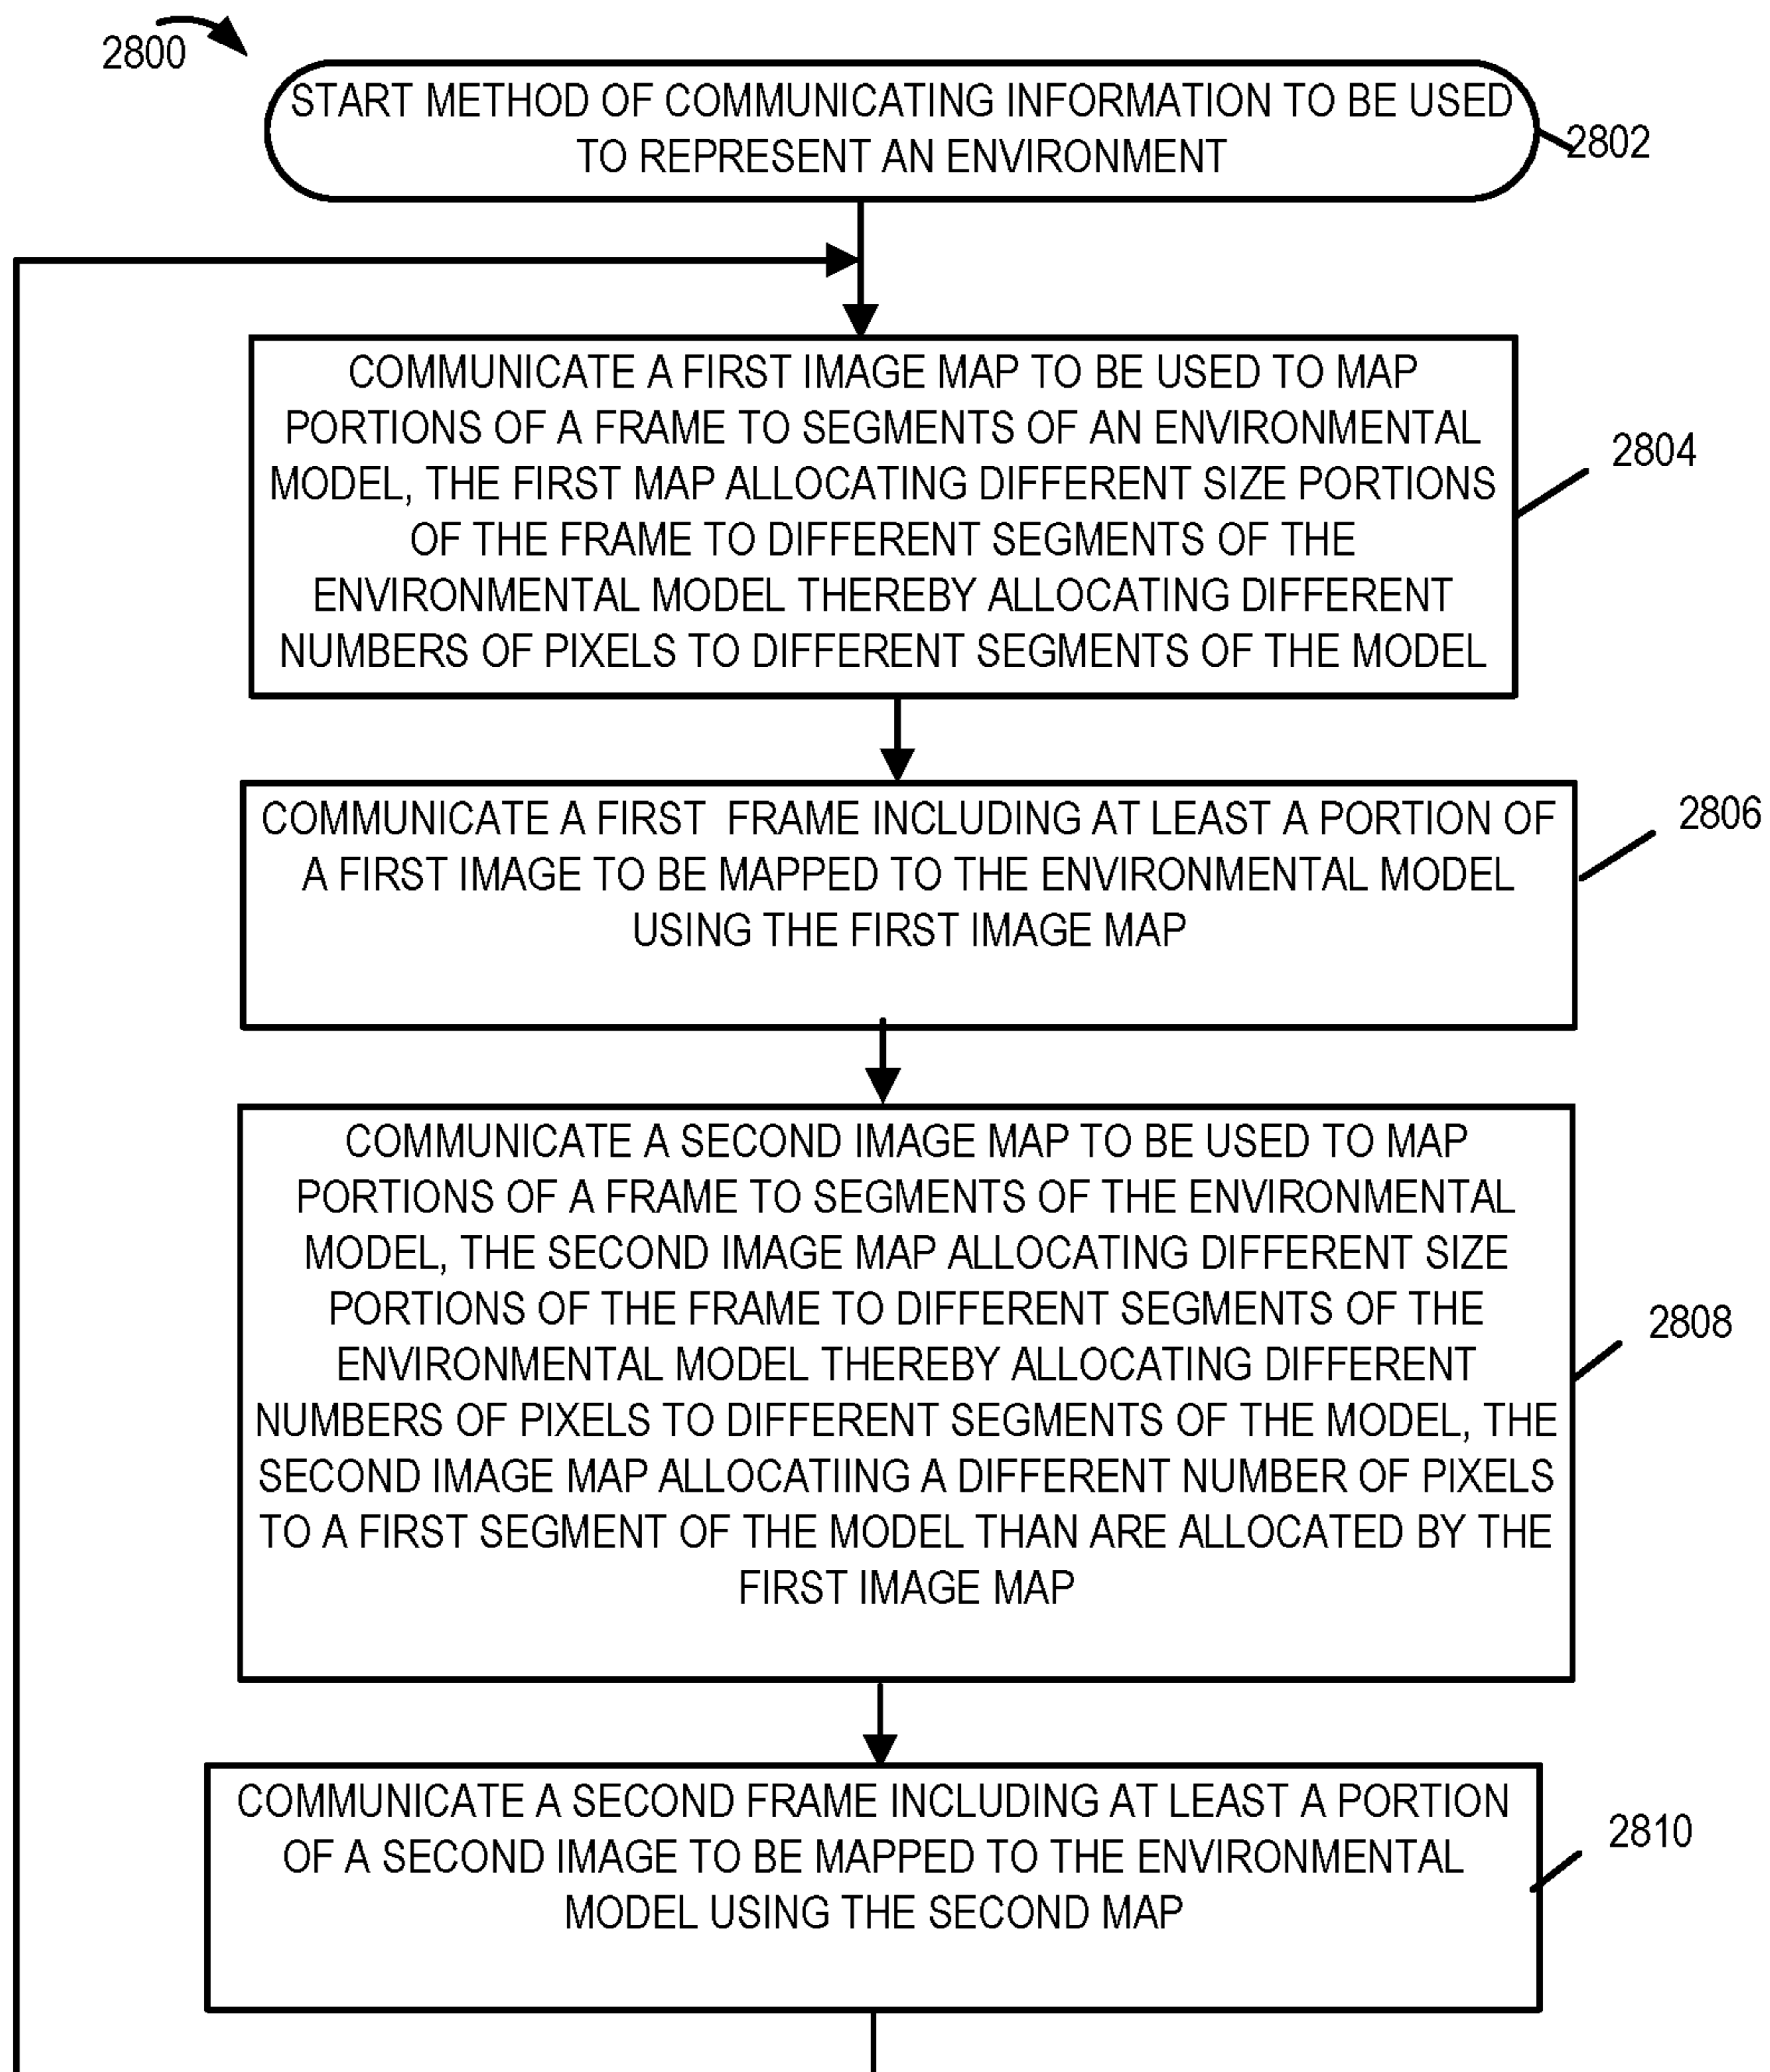 2800
START METHOD OF COMMUNICATING INFORMATION TO BE USED
TO REPRESENT AN ENVIRONMENT
2802
COMMUNICATE A FIRST IMAGE MAP TO BE USED TO MAP
PORTIONS OF A FRAME TO SEGMENTS OF AN ENVIRONMENTAL
MODEL, THE FIRST MAP ALLOCATING DIFFERENT SIZE PORTIONS
OF THE FRAME TO DIFFERENT SEGMENTS OF THE
ENVIRONMENTAL MODEL THEREBY ALLOCATING DIFFERENT
NUMBERS OF PIXELS TO DIFFERENT SEGMENTS OF THE MODEL
2804
COMMUNICATE A FIRST FRAME INCLUDING AT LEAST A PORTION OF
A FIRST IMAGE TO BE MAPPED TO THE ENVIRONMENTAL MODEL
USING THE FIRST IMAGE MAP
2806
COMMUNICATE A SECOND IMAGE MAP TO BE USED TO MAP
PORTIONS OF A FRAME TO SEGMENTS OF THE ENVIRONMENTAL
MODEL, THE SECOND IMAGE MAP ALLOCATING DIFFERENT SIZE
PORTIONS OF THE FRAME TO DIFFERENT SEGMENTS OF THE
ENVIRONMENTAL MODEL THEREBY ALLOCATING DIFFERENT
NUMBERS OF PIXELS TO DIFFERENT SEGMENTS OF THE MODEL, THE
SECOND IMAGE MAP ALLOCATIING A DIFFERENT NUMBER OF PIXELS
TO A FIRST SEGMENT OF THE MODEL THAN ARE ALLOCATED BY THE
FIRST IMAGE MAP
2808
COMMUNICATE A SECOND FRAME INCLUDING AT LEAST A PORTION
OF A SECOND IMAGE TO BE MAPPED TO THE ENVIRONMENTAL
MODEL USING THE SECOND MAP
2810